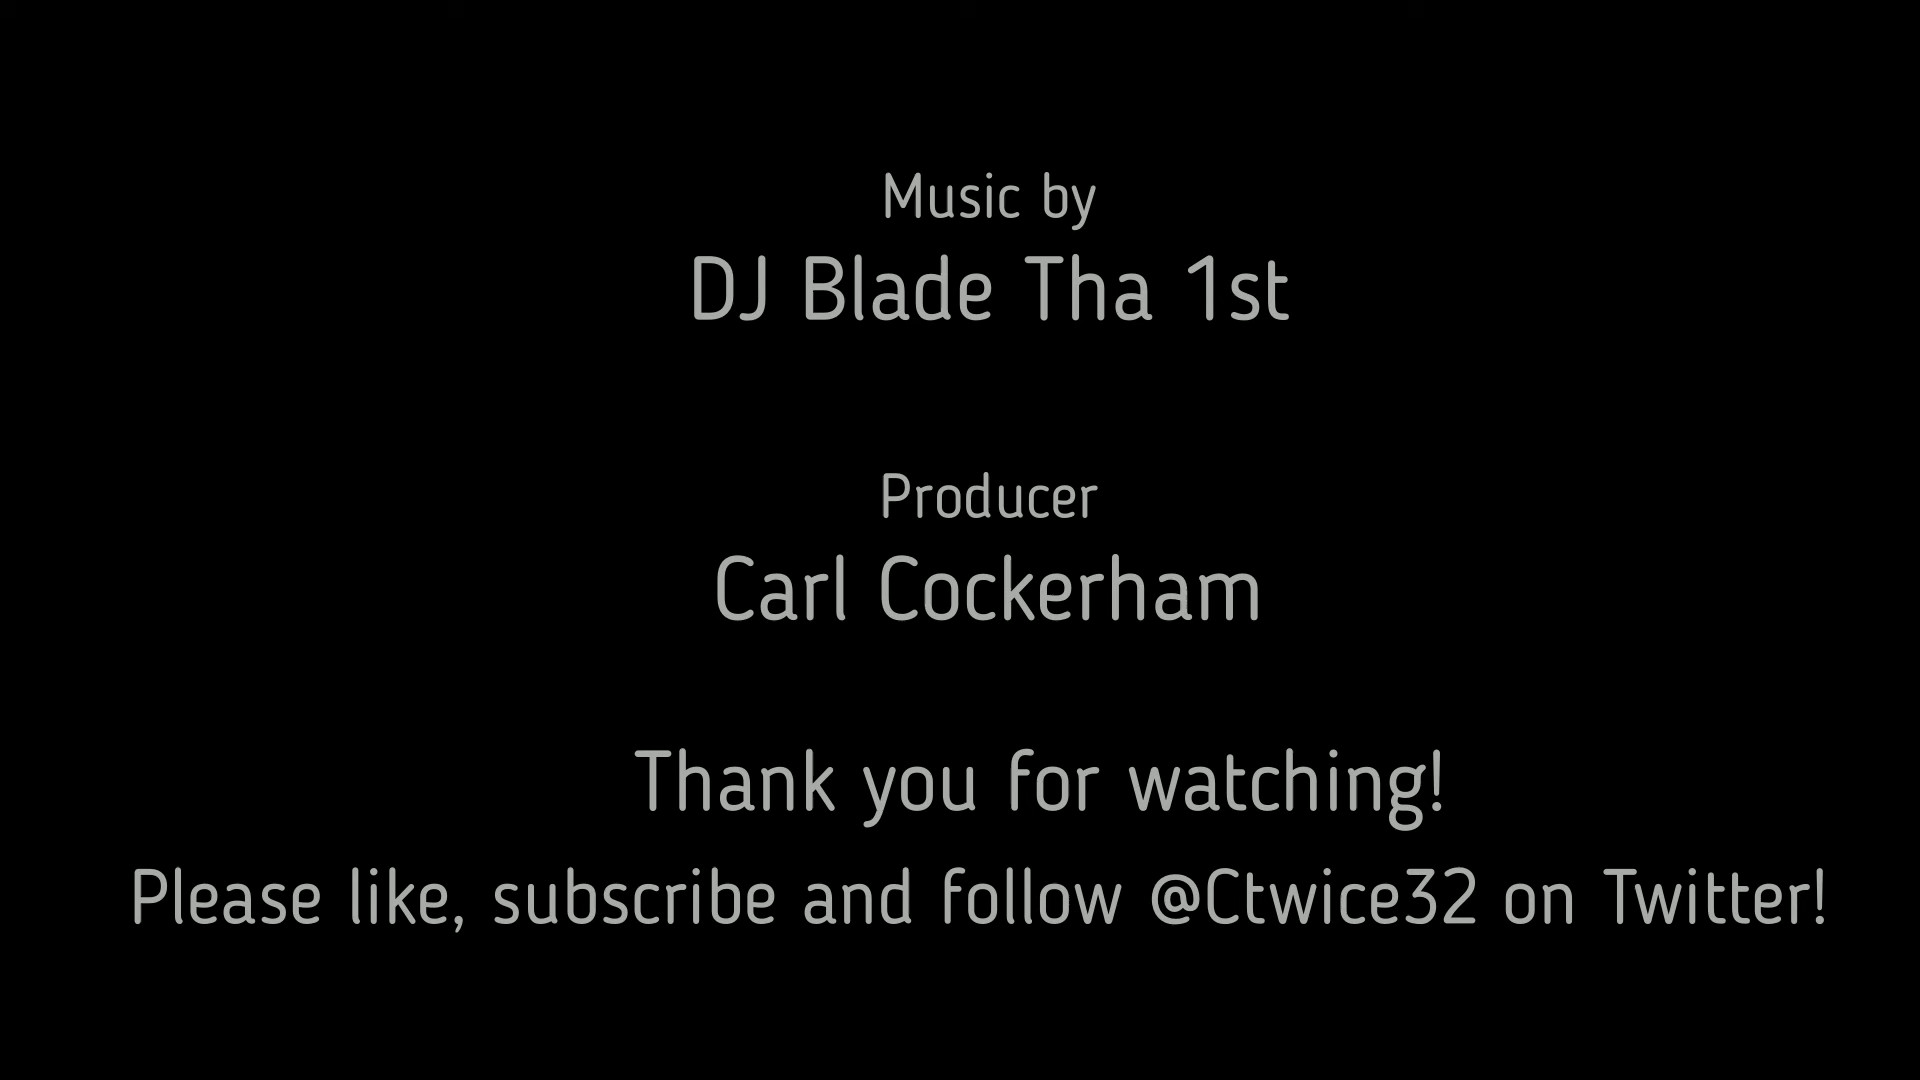 Music by
DJ Blade Tha 1st
Producer
Carl Cockerham
Thank you for watching!
Please like, subscribe and follow @Ctwice32 on Twitter!